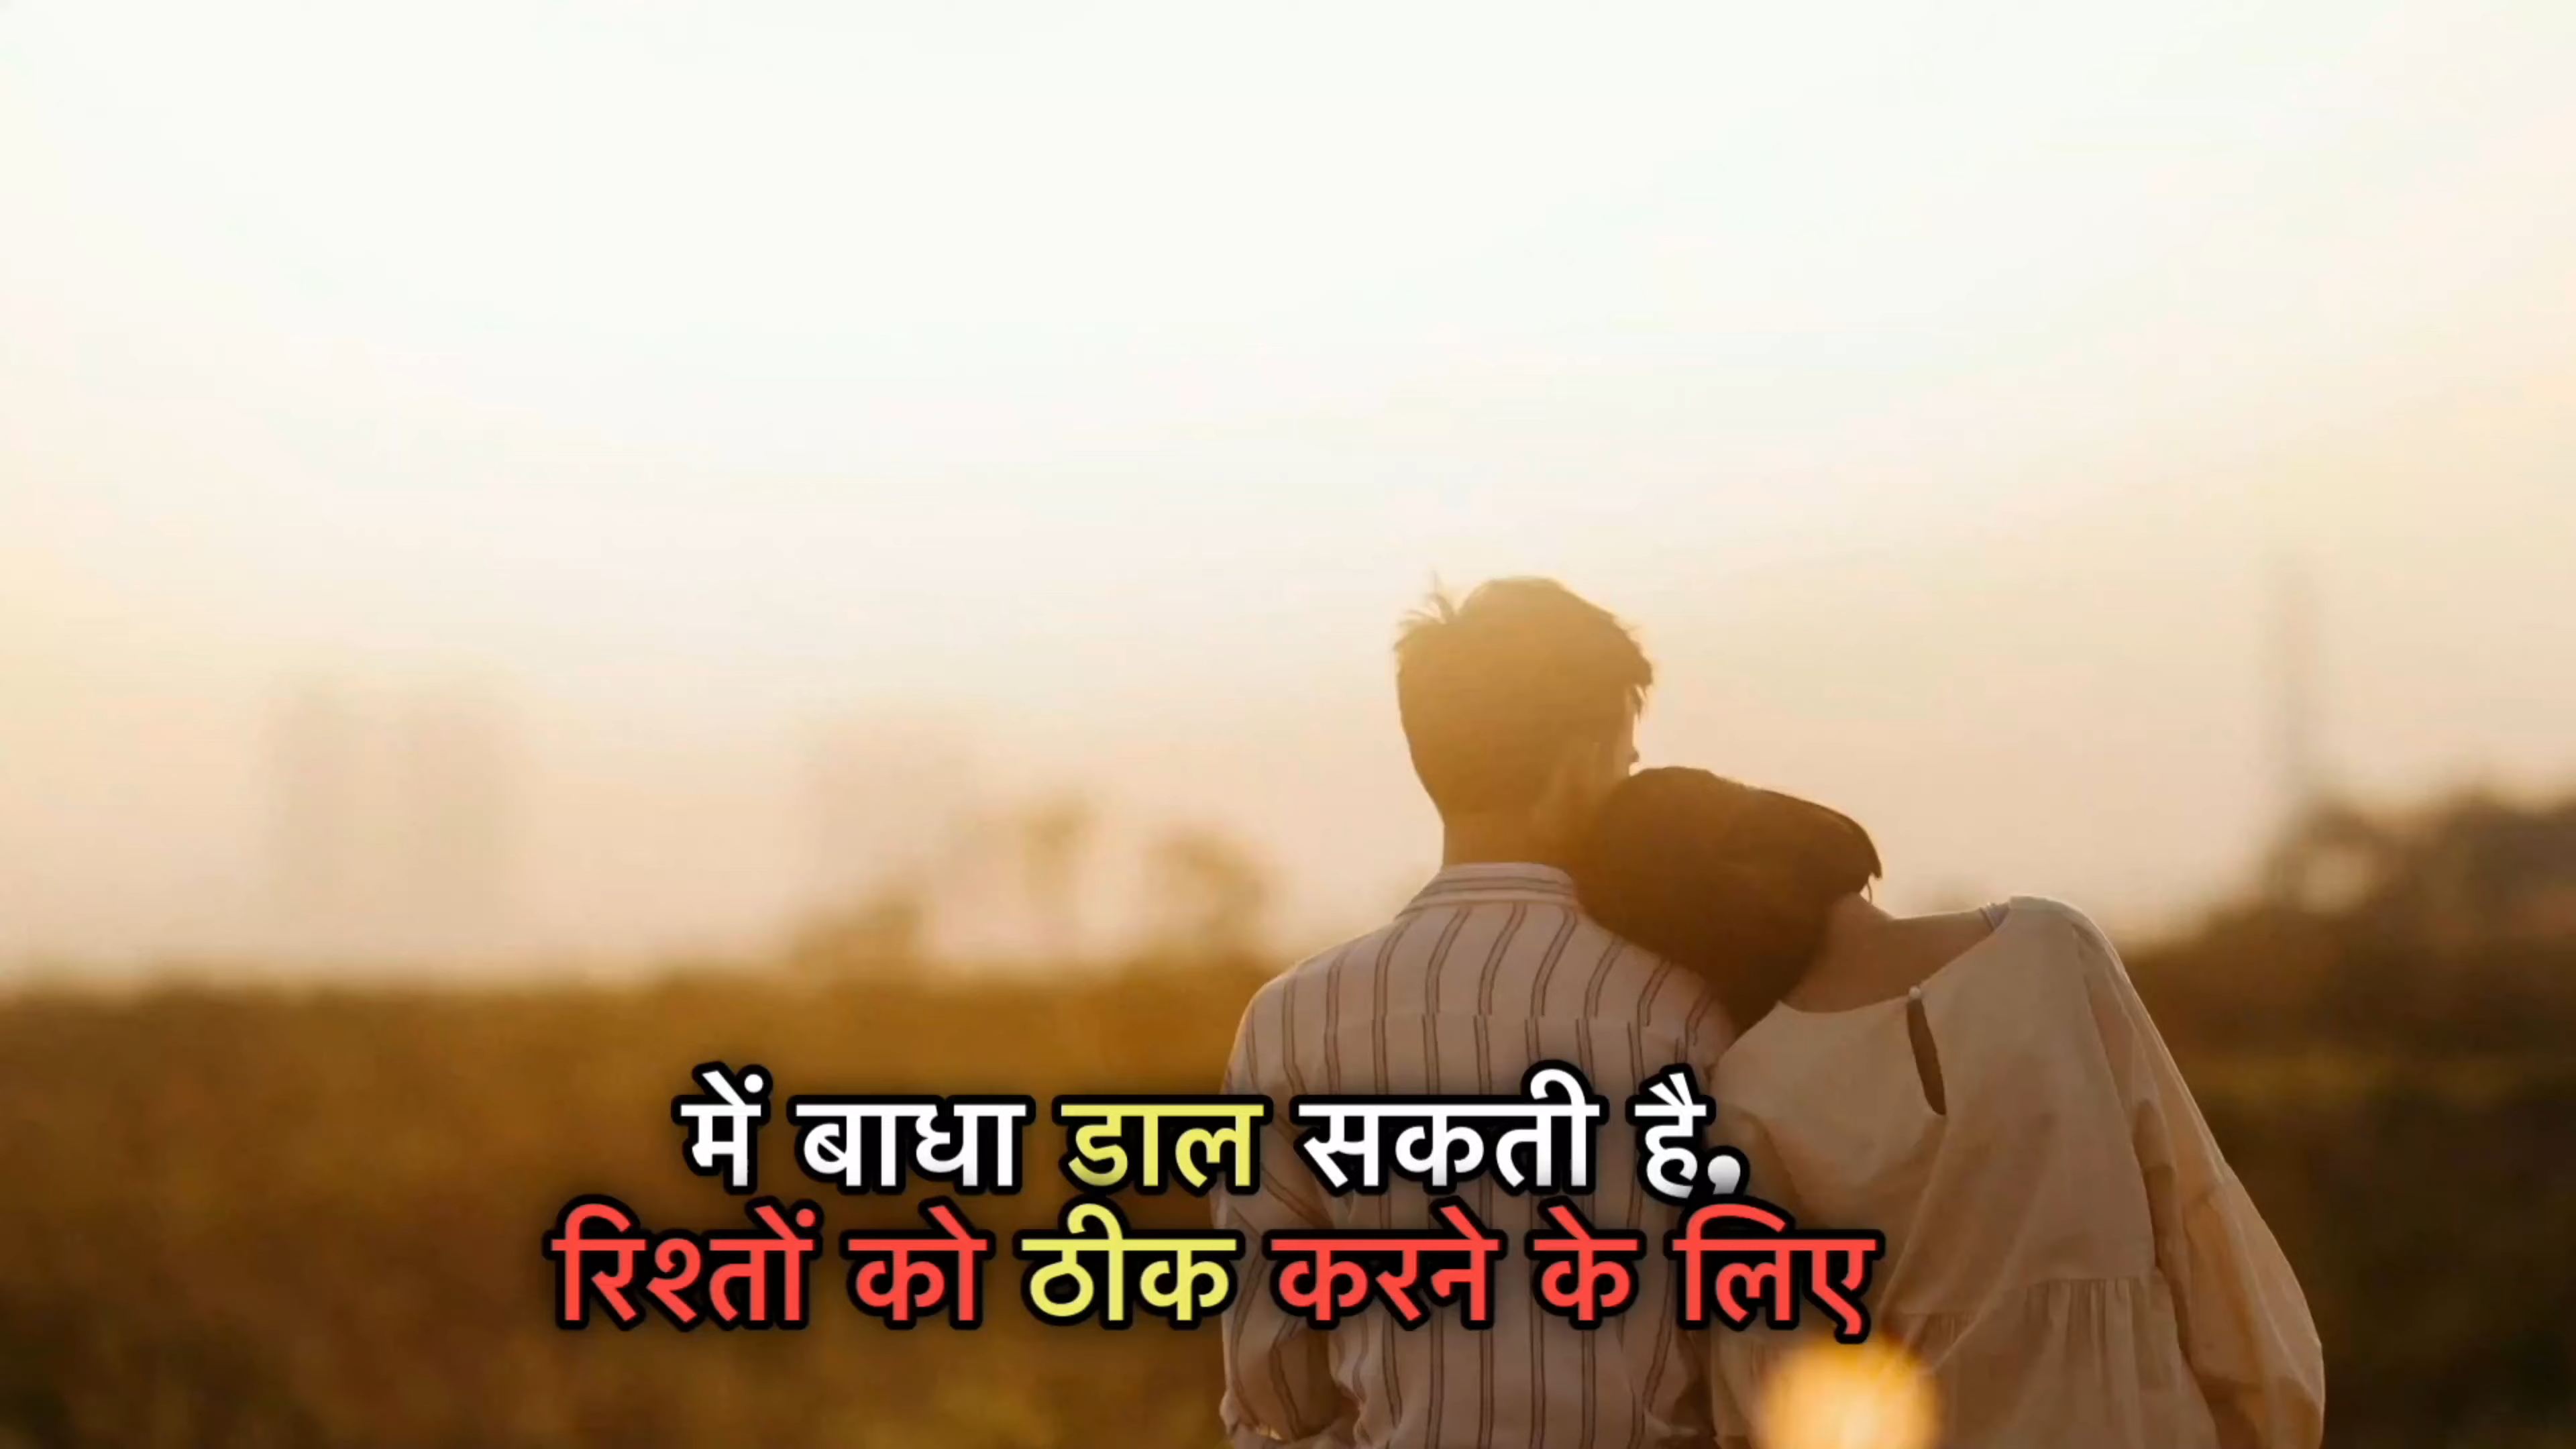 में बाधा डाल सकती है,
रिश्तों को ठीक करने के लिए